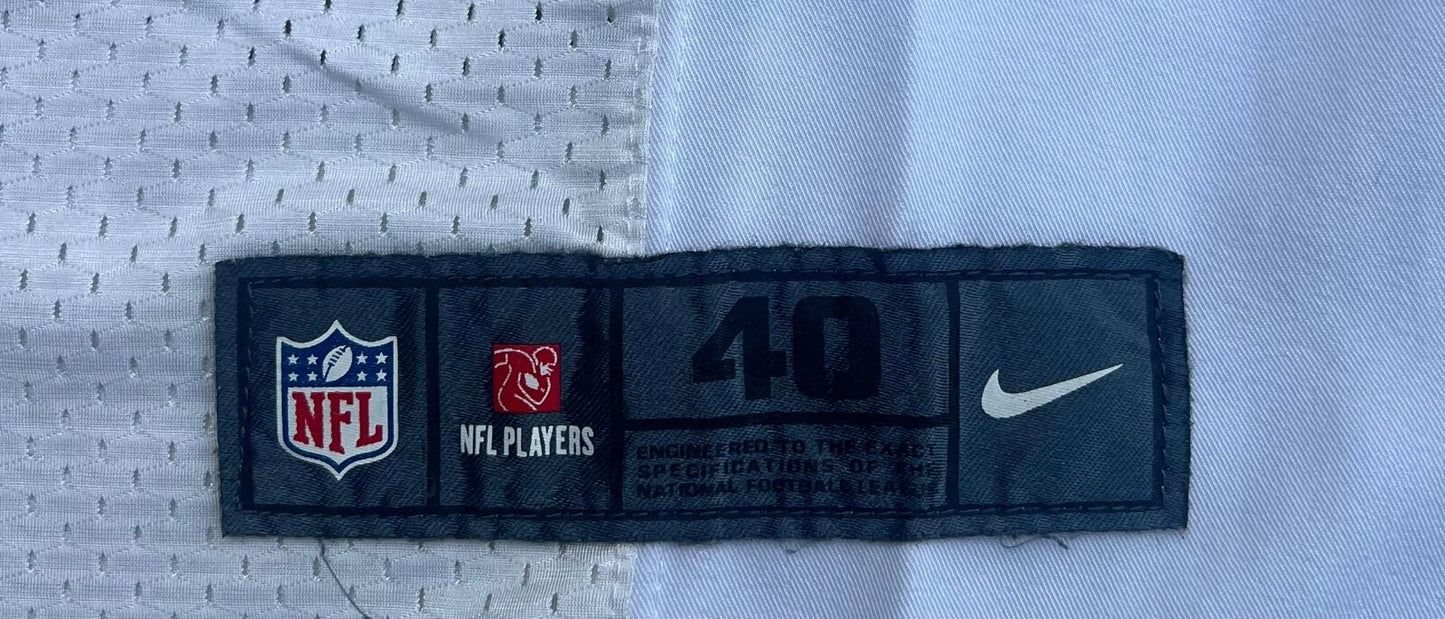 NFL
NFL PLAYERS
40
ENGINEERED TO THE EXACT
SPECIFICATIONS OF THE
NATIONAL FOOTBALL LEAGUE